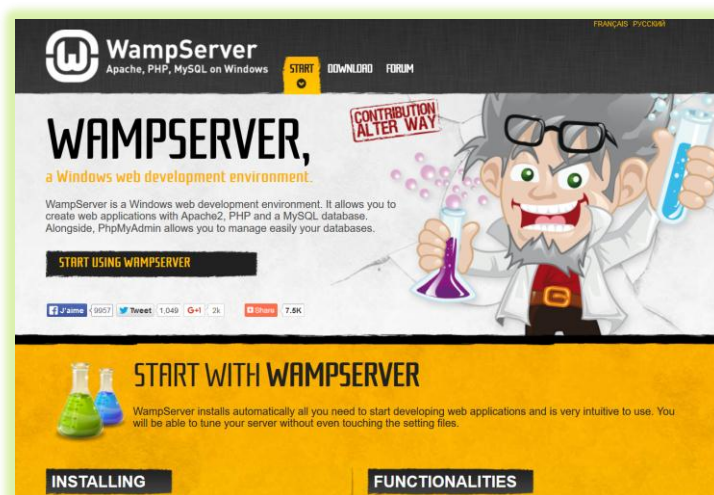 FRANÇAIS РУССКИЙ
WampServer
Apache, PHP, MySQL on Windows
START DOWNLOAD FORUM
CONTRIBUTION
ALTER WAY
WAMPSERVER,
a Windows web development environment.
WampServer is a Windows web development environment. It allows you to
create web applications with Apache2, PHP and a MySQL database.
Alongside, PhpMyAdmin allows you to manage easily your databases.
START USING WAMPSERVER
J'aime 9957 Tweet 1,049 G+1 2k Share 7.5K
START WITH WAMPSERVER
WampServer installs automatically all you need to start developing web applications and is very intuitive to use. You
will be able to tune your server without even touching the setting files.
INSTALLING FUNCTIONALITIES